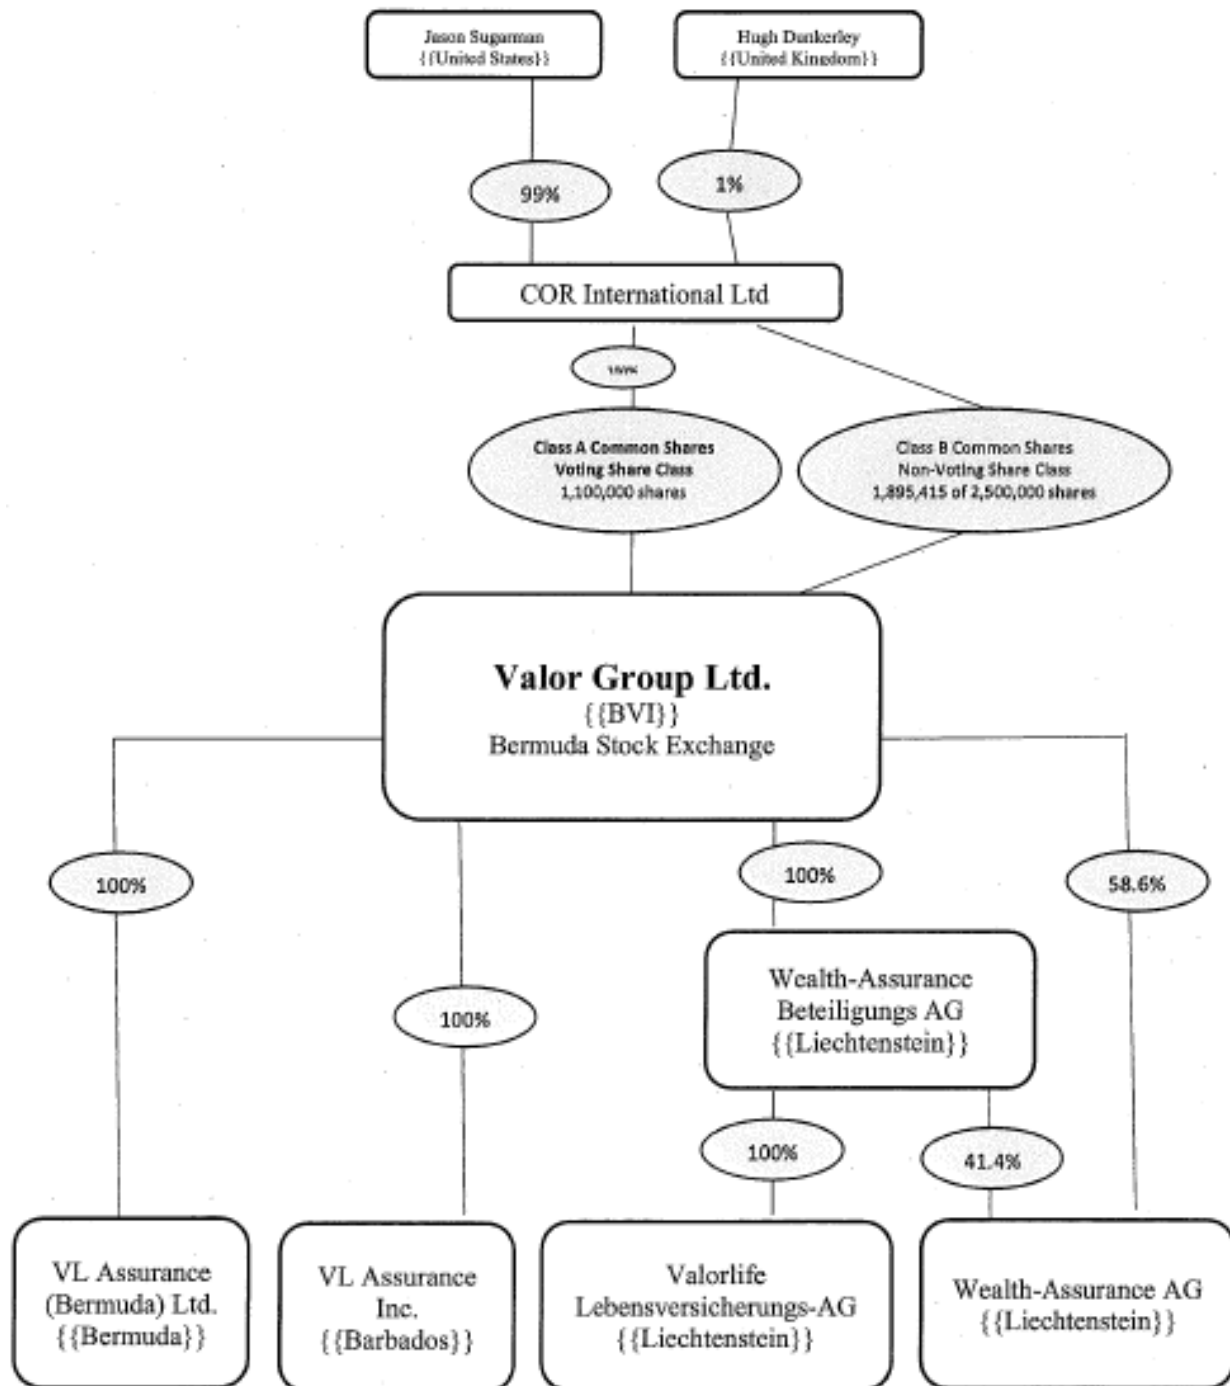 Jason Sugarman
{{United States}}
Hugh Dunkerley
{{United Kingdom}}
99%
1%
COR International Ltd
100%
Class A Common Shares
Voting Share Class
1,100,000 shares
Class B Common Shares
Non-Voting Share Class
1,895,415 of 2,500,000 shares
Valor Group Ltd.
{{BVI}}
Bermuda Stock Exchange
100%
100%
100%
58.6%
Wealth-Assurance
Beteiligungs AG
{{Liechtenstein}}
100%
41.4%
VL Assurance
(Bermuda) Ltd.
{{Bermuda}}
VL Assurance
Inc.
{{Barbados}}
Valorlife
Lebensversicherungs-AG
{{Liechtenstein}}
Wealth-Assurance AG
{{Liechtenstein}}